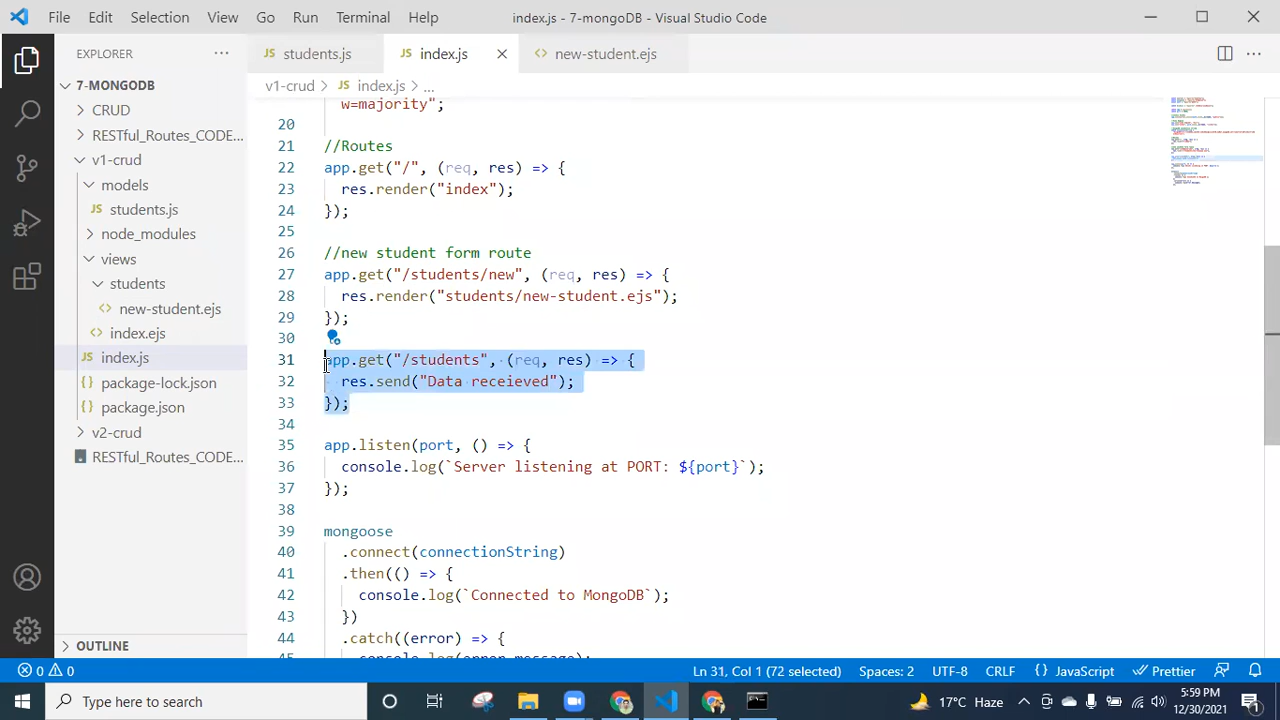 File Edit Selection View Go Run Terminal Help index.js - 7-mongoDB - Visual Studio Code
EXPLORER ...
7-MONGODB
CRUD
RESTful_Routes_CODE...
v1-crud
models
students.js
node_modules
views
students
new-student.ejs
index.ejs
index.js
package-lock.json
package.json
v2-crud
RESTful_Routes_CODE...
OUTLINE
students.js index.js new-student.ejs
v1-crud > index.js > ...
w=majority";
20
21 //Routes
22 app.get("/", (req, res) => {
23 res.render("index");
24 });
25
26 //new student form route
27 app.get("/students/new", (req, res) => {
28 res.render("students/new-student.ejs");
29 });
30
31 app.get("/students", (req, res) => {
32 res.send("Data receieved");
33 });
34
35 app.listen(port, () => {
36 console.log(`Server listening at PORT: ${port}`);
37 });
38
39 mongoose
40 .connect(connectionString)
41 .then(() => {
42 console.log(`Connected to MongoDB`);
43 })
44 .catch((error) => {
45 console.log(error.message);
0 0 Ln 31, Col 1 (72 selected) Spaces: 2 UTF-8 CRLF {} JavaScript Prettier
Type here to search 17°C Haze 5:59 PM
12/30/2021 1